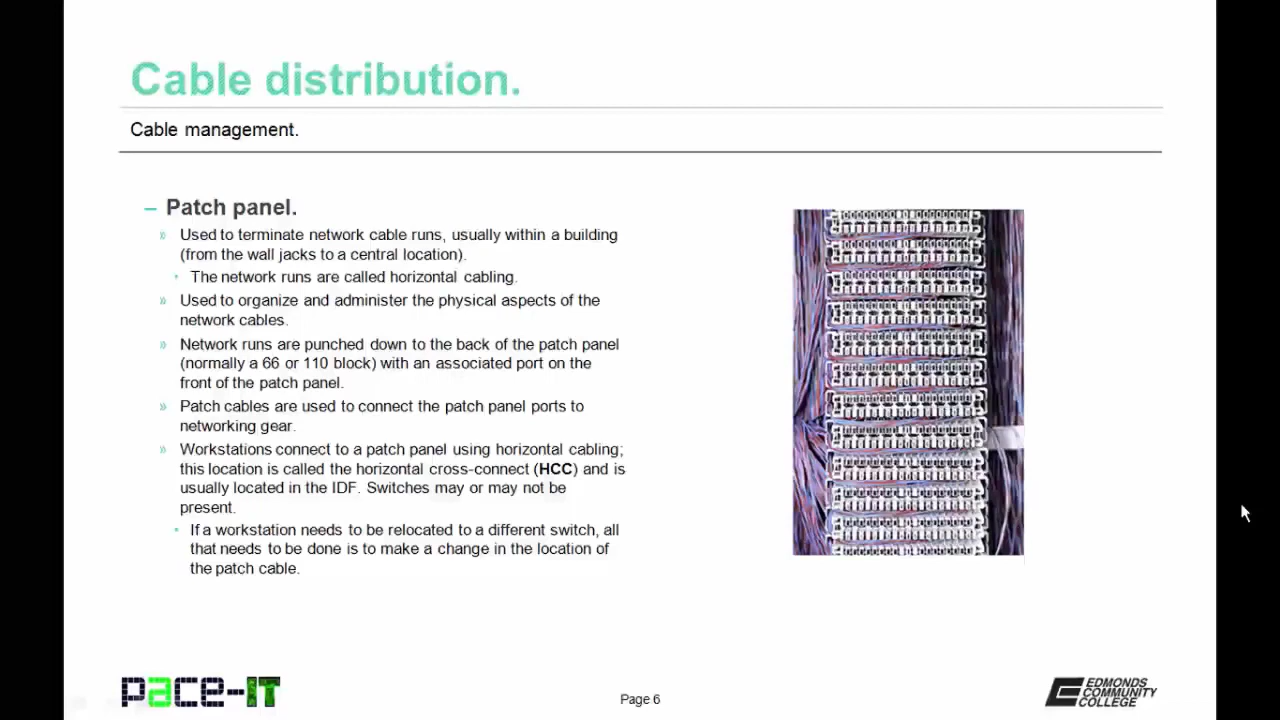 Cable distribution.
Cable management.
– Patch panel.
» Used to terminate network cable runs, usually within a building
(from the wall jacks to a central location).
· The network runs are called horizontal cabling.
» Used to organize and administer the physical aspects of the
network cables.
» Network runs are punched down to the back of the patch panel
(normally a 66 or 110 block) with an associated port on the
front of the patch panel.
» Patch cables are used to connect the patch panel ports to
networking gear.
» Workstations connect to a patch panel using horizontal cabling;
this location is called the horizontal cross-connect (HCC) and is
usually located in the IDF. Switches may or may not be
present.
· If a workstation needs to be relocated to a different switch, all
that needs to be done is to make a change in the location of
the patch cable.
pace-IT
Page 6
EDMONDS
COMMUNITY
COLLEGE